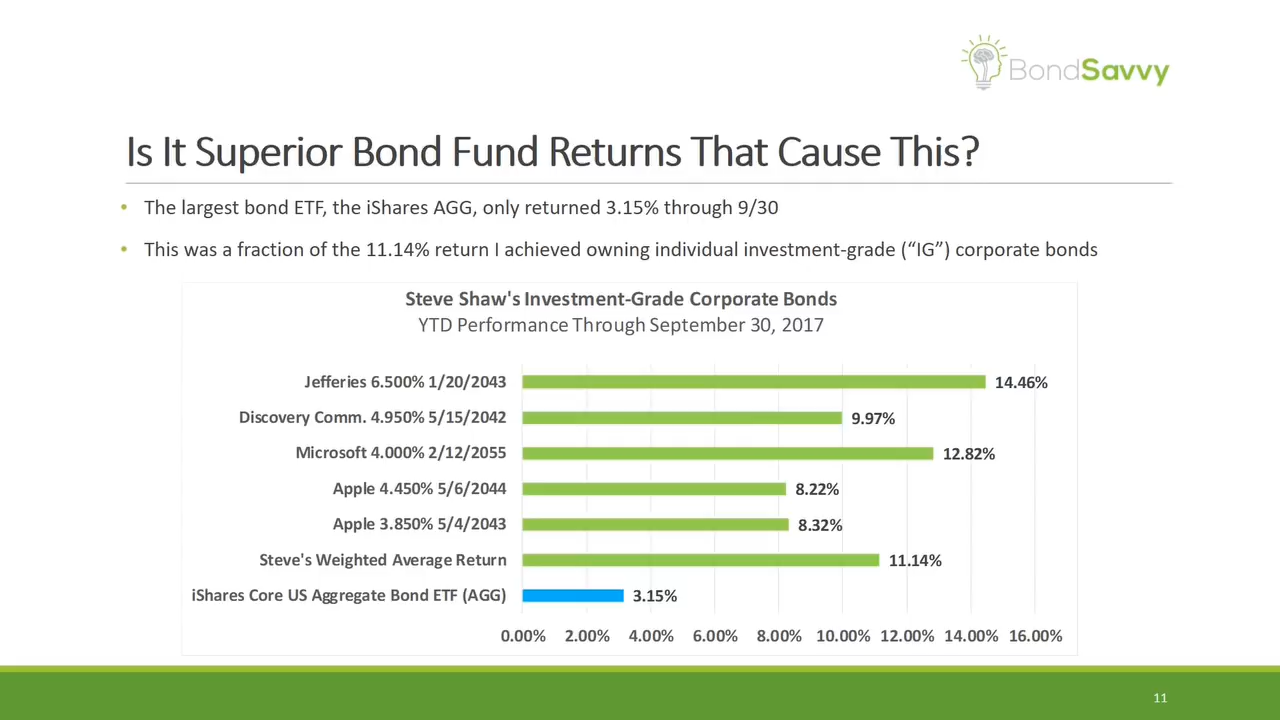 BondSavvy
Is It Superior Bond Fund Returns That Cause This?
• The largest bond ETF, the iShares AGG, only returned 3.15% through 9/30
• This was a fraction of the 11.14% return I achieved owning individual investment-grade (“IG”) corporate bonds
Steve Shaw's Investment-Grade Corporate Bonds
YTD Performance Through September 30, 2017
Jefferies 6.500% 1/20/2043 14.46%
Discovery Comm. 4.950% 5/15/2042 9.97%
Microsoft 4.000% 2/12/2055 12.82%
Apple 4.450% 5/6/2044 8.22%
Apple 3.850% 5/4/2043 8.32%
Steve's Weighted Average Return 11.14%
iShares Core US Aggregate Bond ETF (AGG) 3.15%
0.00% 2.00% 4.00% 6.00% 8.00% 10.00% 12.00% 14.00% 16.00%
11